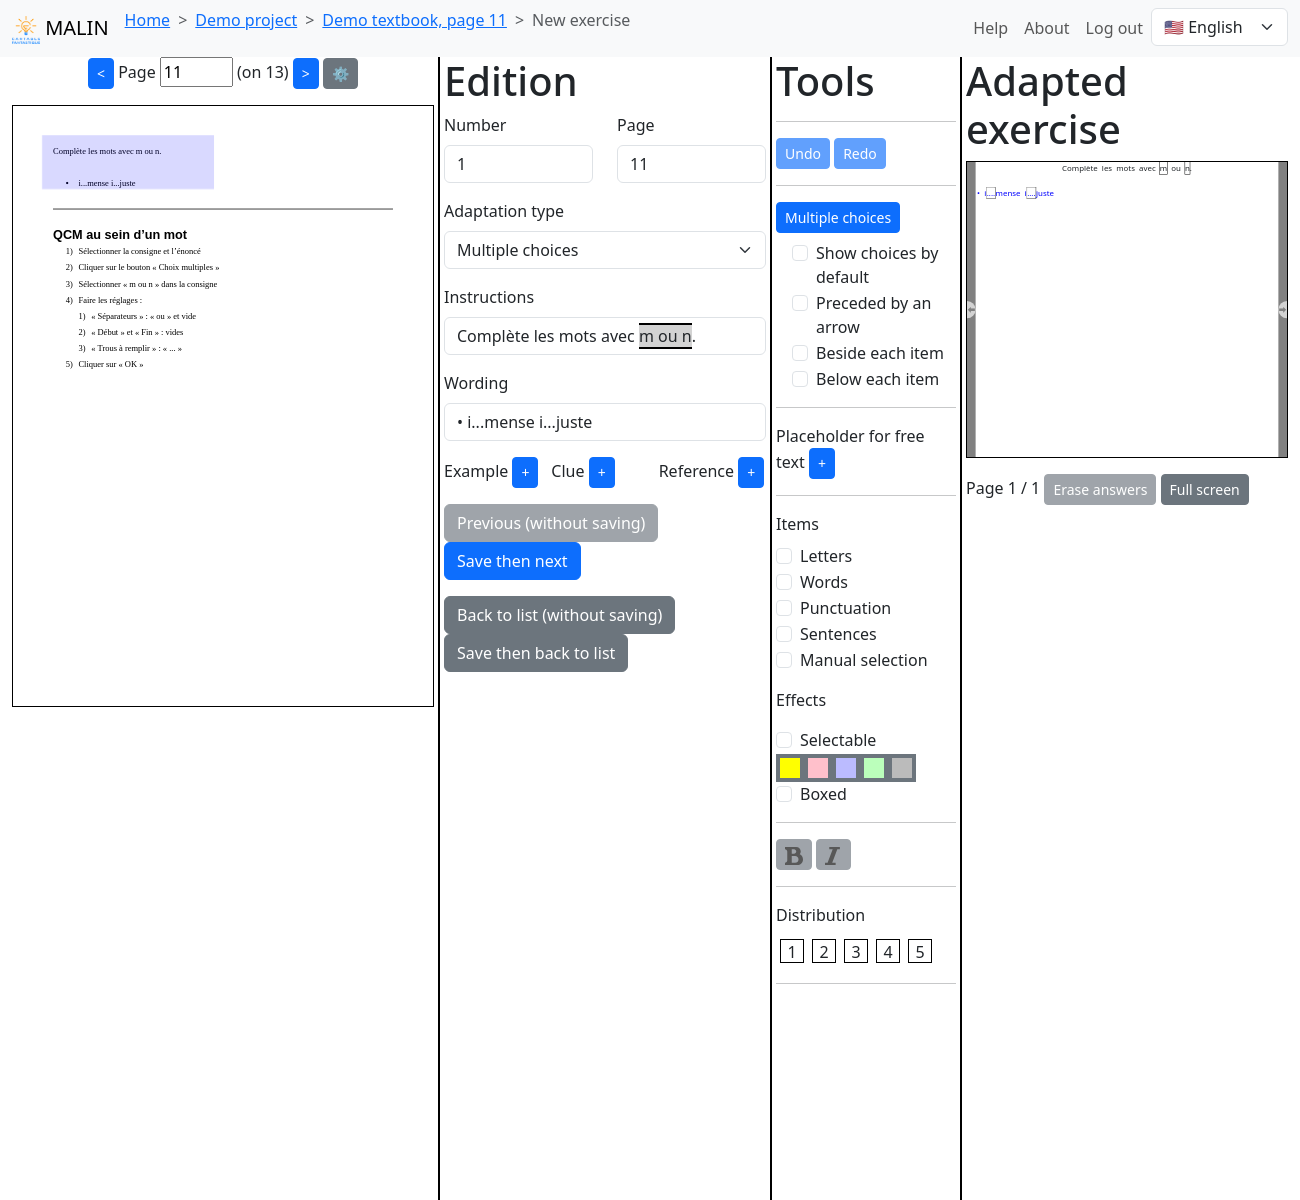 MALIN
Home > Demo project > Demo textbook, page 11 > New exercise
Help About Log out 🇺🇸 English
< Page 11 (on 13) > ⚙️
Complète les mots avec m ou n.
• i...mense i...juste
QCM au sein d’un mot
1) Sélectionner la consigne et l’énoncé
2) Cliquer sur le bouton « Choix multiples »
3) Sélectionner « m ou n » dans la consigne
4) Faire les réglages :
1) « Séparateurs » : « ou » et vide
2) « Début » et « Fin » : vides
3) « Trous à remplir » : « ... »
5) Cliquer sur « OK »
Edition
Number Page
1 11
Adaptation type
Multiple choices
Instructions
Complète les mots avec m ou n.
Wording
• i...mense i...juste
Example + Clue + Reference +
Previous (without saving)
Save then next
Back to list (without saving)
Save then back to list
Tools
Undo Redo
Multiple choices
Show choices by
default
Preceded by an
arrow
Beside each item
Below each item
Placeholder for free
text +
Items
Letters
Words
Punctuation
Sentences
Manual selection
Effects
Selectable
Boxed
B I
Distribution
1 2 3 4 5
Adapted
exercise
Complète les mots avec m ou n.
• i....mense i....juste
Page 1 / 1 Erase answers Full screen